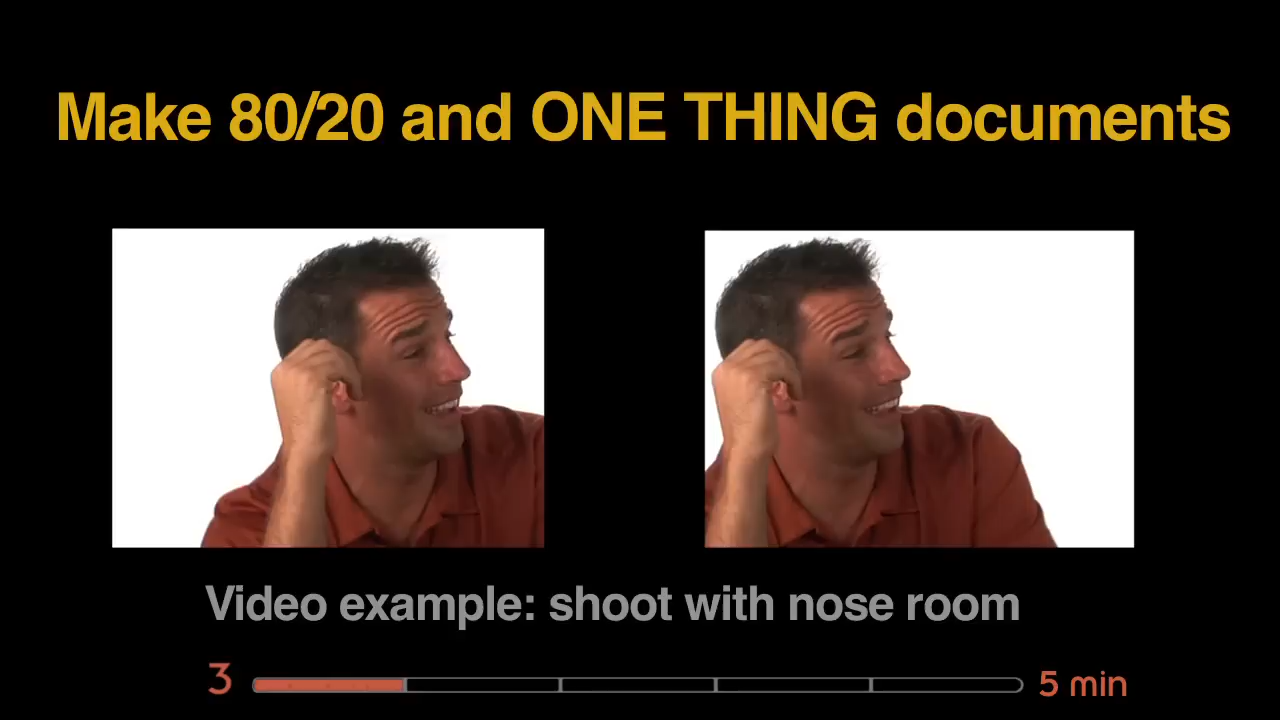 Make 80/20 and ONE THING documents
Video example: shoot with nose room
3 5 min